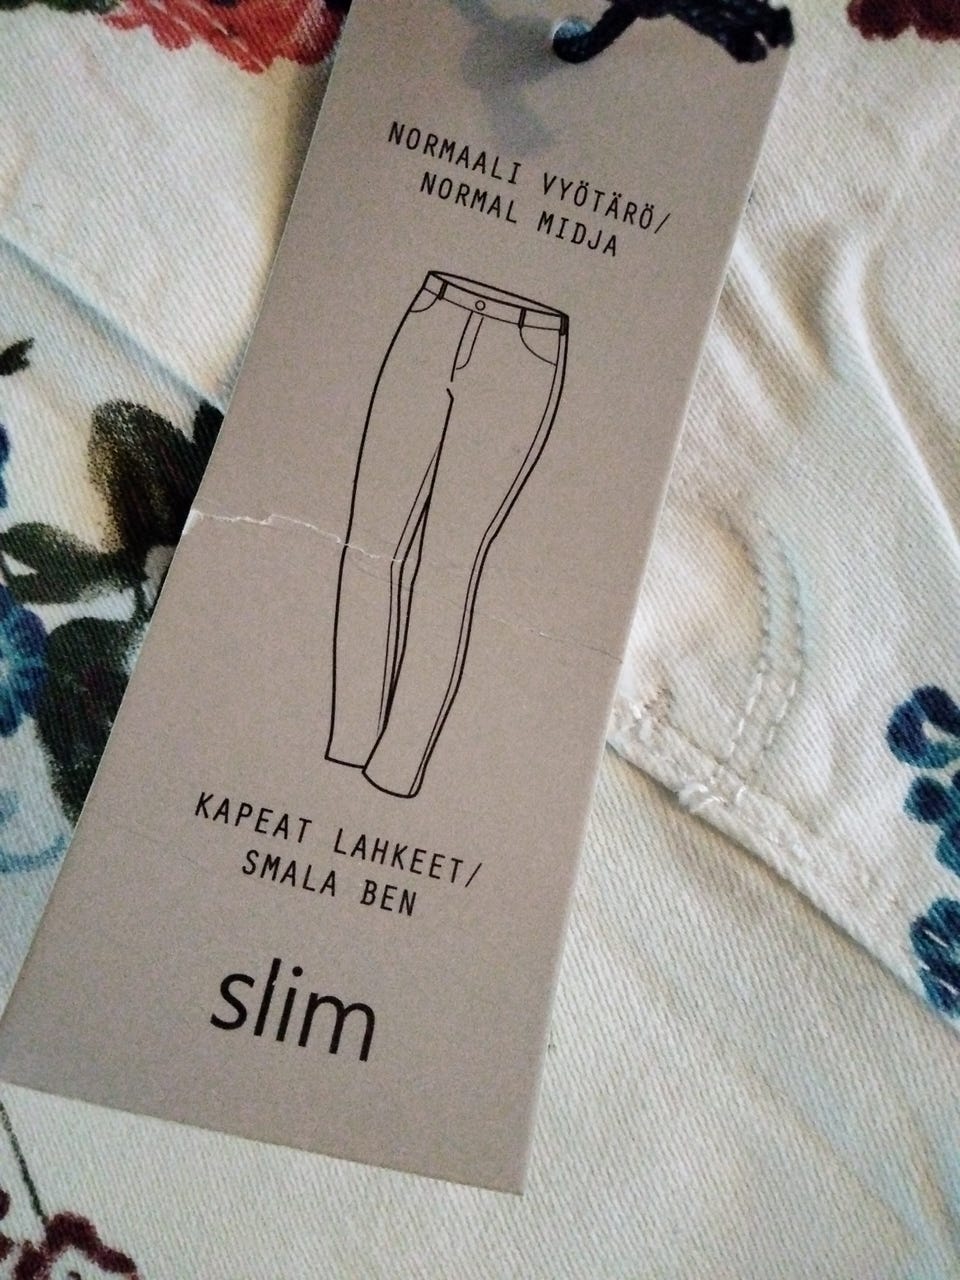 NORMAALI VYÖTÄRÖ/
NORMAL MIDJA
KAPEAT LAHKEET/
SMALA BEN
slim